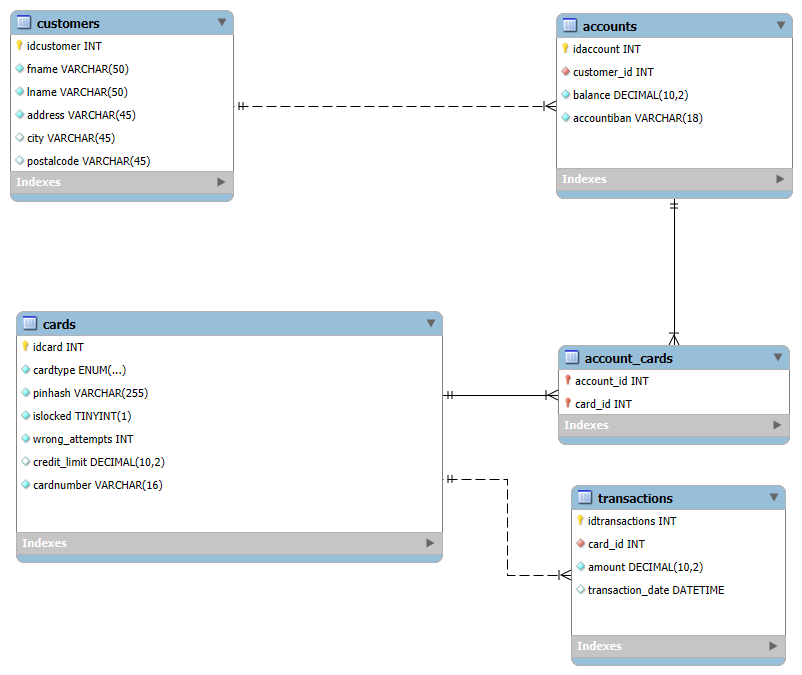 customers
idcustomer INT
fname VARCHAR(50)
lname VARCHAR(50)
address VARCHAR(45)
city VARCHAR(45)
postalcode VARCHAR(45)
Indexes
accounts
idaccount INT
customer_id INT
balance DECIMAL(10,2)
accountiban VARCHAR(18)
Indexes
cards
idcard INT
cardtype ENUM(...)
pinhash VARCHAR(255)
islocked TINYINT(1)
wrong_attempts INT
credit_limit DECIMAL(10,2)
cardnumber VARCHAR(16)
Indexes
account_cards
account_id INT
card_id INT
Indexes
transactions
idtransactions INT
card_id INT
amount DECIMAL(10,2)
transaction_date DATETIME
Indexes